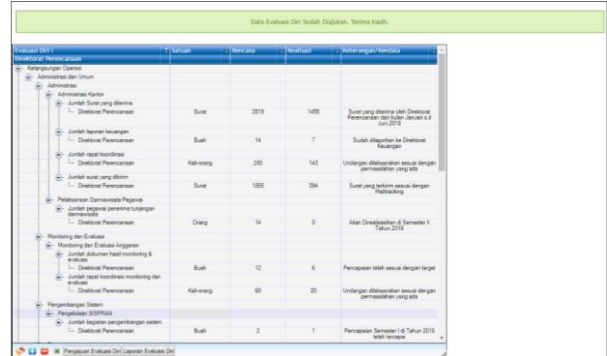 Data Evaluasi Diri Sudah Diajukan. Terima Kasih.
Evaluasi Diri Satuan Rencana Realisasi Keterangan/Kendala
Direktorat Perencanaan
Kelangsungan Operasi
Administrasi dan Umum
Administrasi
Administrasi Kantor
Jumlah Surat yang diterima
Direktorat Perencanaan Surat 3519 1455 Surat yang diterima oleh Direktorat
Perencanaan dari bulan Januari s.d
Juni 2018
Jumlah laporan keuangan
Direktorat Perencanaan Buah 14 7 Sudah dilaporkan ke Direktorat
Keuangan
Jumlah rapat koordinasi
Direktorat Perencanaan Kali-orang 280 143 Undangan dilaksanakan sesuai dengan
permasalahan yang ada
Jumlah surat yang dikirim
Direktorat Perencanaan Surat 394 Surat yang terkirim sesuai dengan
Mailtracking
Pelaksanaan Darmawisata Pegawai
Jumlah pegawai penerima tunjangan
darmawisata
Direktorat Perencanaan Orang 14 0 Akan Direalisasikan di Semester II
Tahun 2018
Monitoring dan Evaluasi
Monitoring dan Evaluasi Anggaran
Jumlah dokumen hasil monitoring &
evaluasi
Direktorat Perencanaan Buah 12 6 Pencapaian telah sesuai dengan target
Jumlah rapat koordinasi monitoring dan
evaluasi
Direktorat Perencanaan Kali-orang 60 20 Undangan dilaksanakan sesuai dengan
permasalahan yang ada
Pengembangan Sistem
Pengelolaan SISPRAN
Jumlah kegiatan pengembangan sistem
Direktorat Perencanaan Buah 2 1 Pencapaian Semester I di Tahun 2018
telah tercapai
Pengajuan Evaluasi Diri Laporan Evaluasi Diri